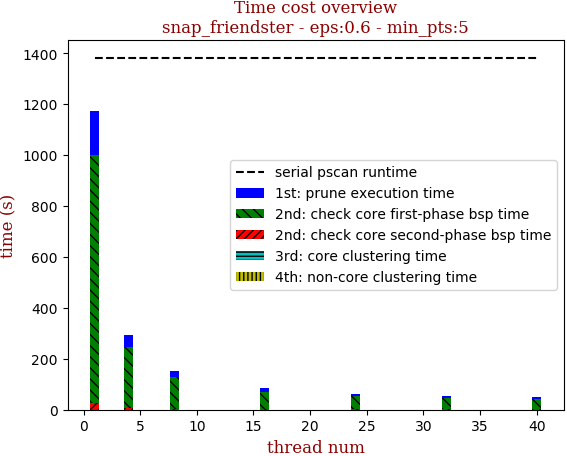 Time cost overview
snap_friendster - eps:0.6 - min_pts:5
1400
1200
1000
800
600
400
200
0
time (s)
serial pscan runtime
1st: prune execution time
2nd: check core first-phase bsp time
2nd: check core second-phase bsp time
3rd: core clustering time
4th: non-core clustering time
0 5 10 15 20 25 30 35 40
thread num